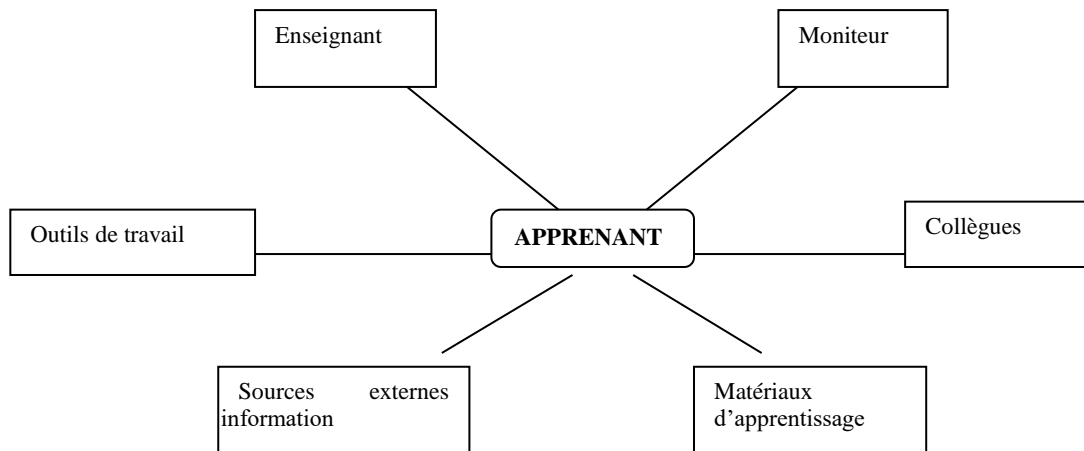 Enseignant
Moniteur
Outils de travail
APPRENANT
Collègues
Sources externes
information
Matériaux
d'apprentissage